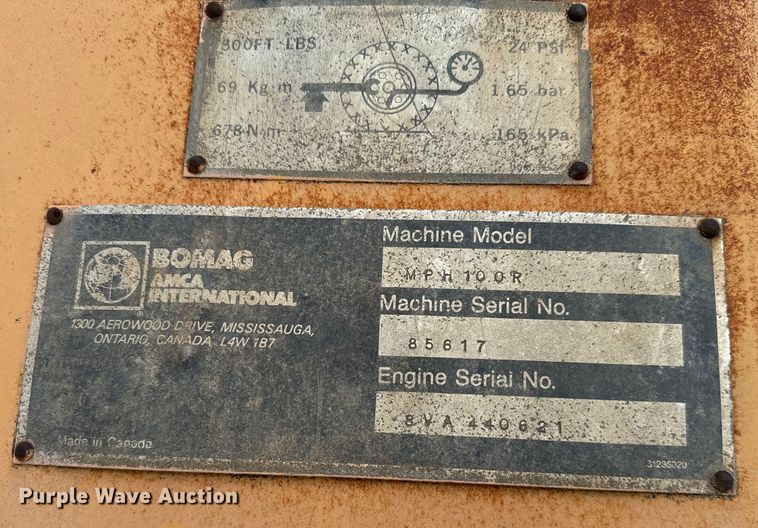 500FT. LBS. 24 PSI
69 Kg m 1.65 bar
678 N·m 165 kPa
BOMAG
AMCA
INTERNATIONAL
®
1300 AEROWOOD DRIVE, MISSISSAUGA,
ONTARIO, CANADA L4W 1B7
Made in Canada
Machine Model
MPH100R
Machine Serial No.
85617
Engine Serial No.
8VA 440621
31236020
Purple Wave Auction